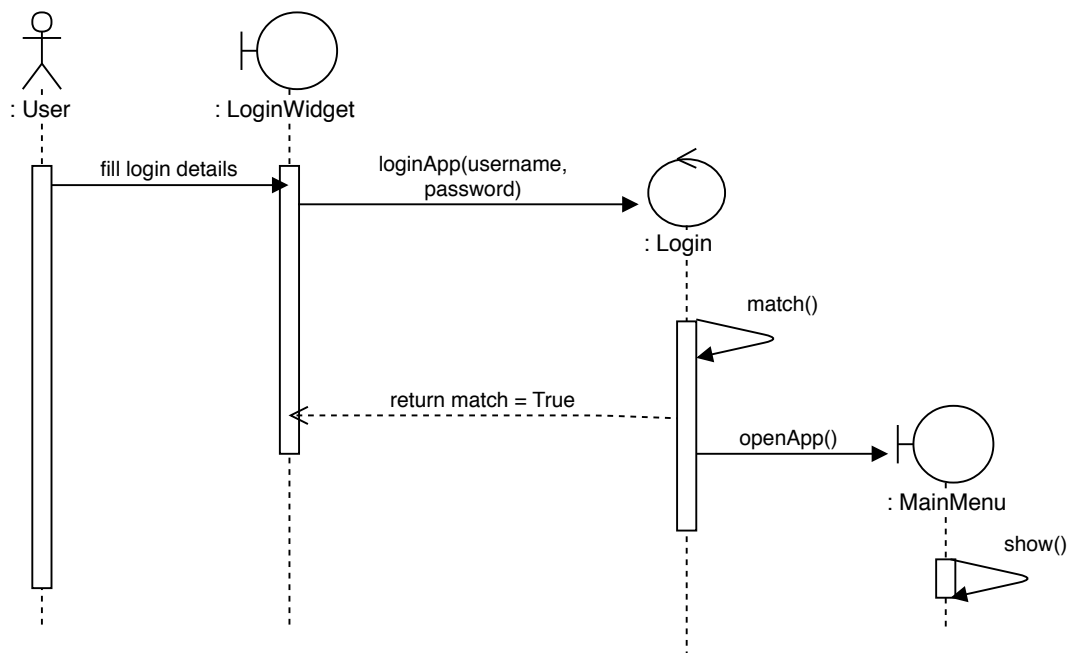 : User
: LoginWidget
fill login details
loginApp(username,
password)
: Login
match()
return match = True
openApp()
: MainMenu
show()